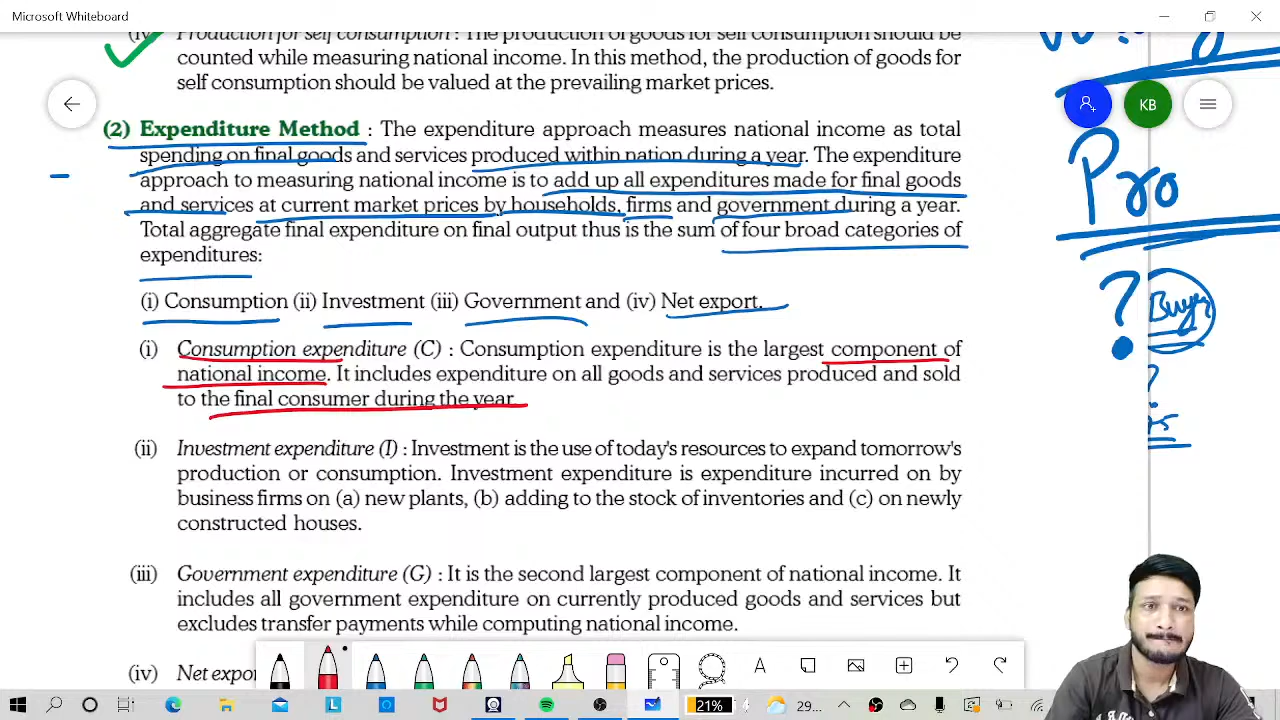 Microsoft Whiteboard
(iv) Production for self consumption : The production of goods for self consumption should be
counted while measuring national income. In this method, the production of goods for
self consumption should be valued at the prevailing market prices.
KB
(2) Expenditure Method : The expenditure approach measures national income as total
spending on final goods and services produced within nation during a year. The expenditure
approach to measuring national income is to add up all expenditures made for final goods
and services at current market prices by households, firms and government during a year.
Total aggregate final expenditure on final output thus is the sum of four broad categories of
expenditures:
Pro
?
Buyer
(i) Consumption (ii) Investment (iii) Government and (iv) Net export.
(i) Consumption expenditure (C) : Consumption expenditure is the largest component of
national income. It includes expenditure on all goods and services produced and sold
to the final consumer during the year.
(ii) Investment expenditure (I) : Investment is the use of today's resources to expand tomorrow's
production or consumption. Investment expenditure is expenditure incurred on by
business firms on (a) new plants, (b) adding to the stock of inventories and (c) on newly
constructed houses.
(iii) Government expenditure (G) : It is the second largest component of national income. It
includes all government expenditure on currently produced goods and services but
excludes transfer payments while computing national income.
(iv) Net expor
21%
29...